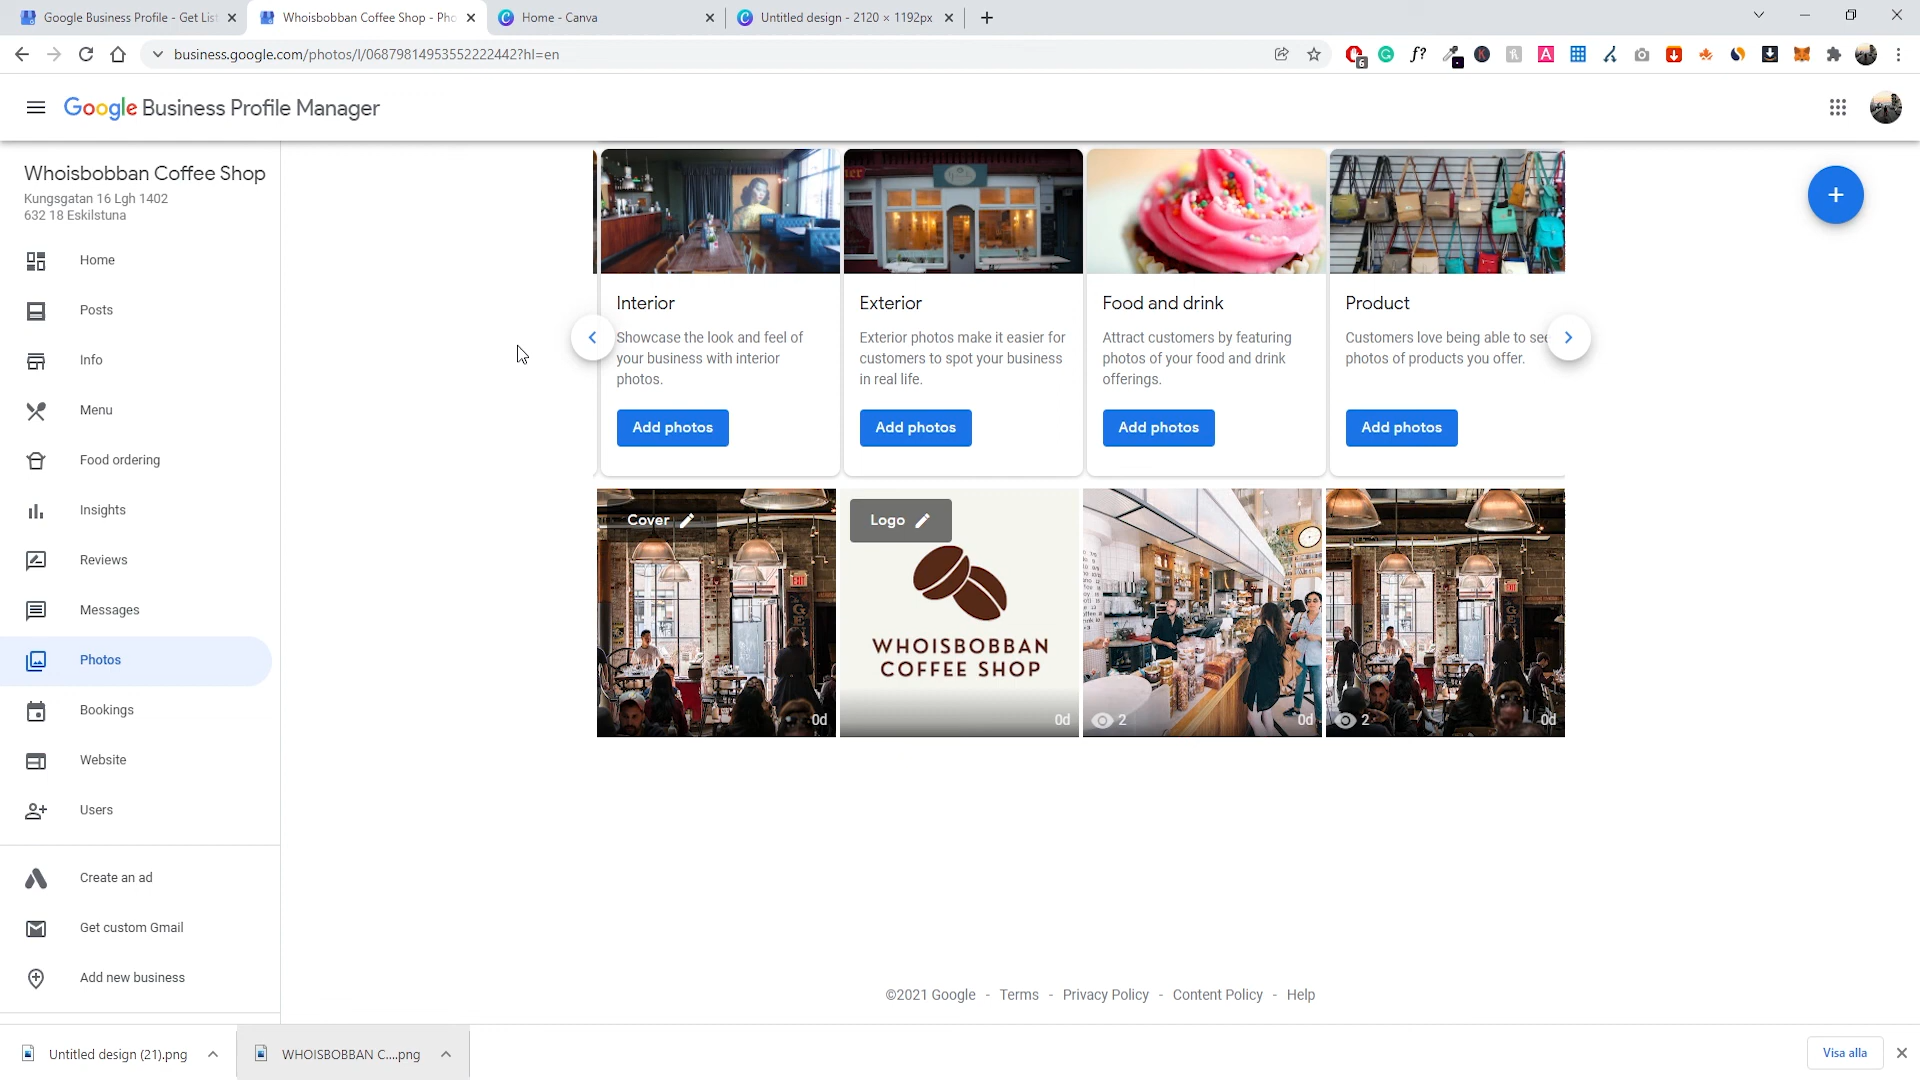 Google Business Profile - Get List
Whoisbobban Coffee Shop - Pho
Home - Canva
Untitled design - 2120 × 1192px
business.google.com/photos/l/06879814953552222442?hl=en
6
Google Business Profile Manager
Whoisbobban Coffee Shop
Kungsgatan 16 Lgh 1402
632 18 Eskilstuna
Home
Posts
Info
Menu
Food ordering
Insights
Reviews
Messages
Photos
Bookings
Website
Users
Create an ad
Get custom Gmail
Add new business
Interior
Showcase the look and feel of
your business with interior
photos.
Add photos
Exterior
Exterior photos make it easier for
customers to spot your business
in real life.
Add photos
Food and drink
Attract customers by featuring
photos of your food and drink
offerings.
Add photos
Product
Customers love being able to see
photos of products you offer.
Add photos
Cover
EXIT
0d
Logo
WHOISBOBBAN
COFFEE SHOP
0d
2
0d
EXIT
2
0d
©2021 Google - Terms - Privacy Policy - Content Policy - Help
Untitled design (21).png
WHOISBOBBAN C....png
Visa alla